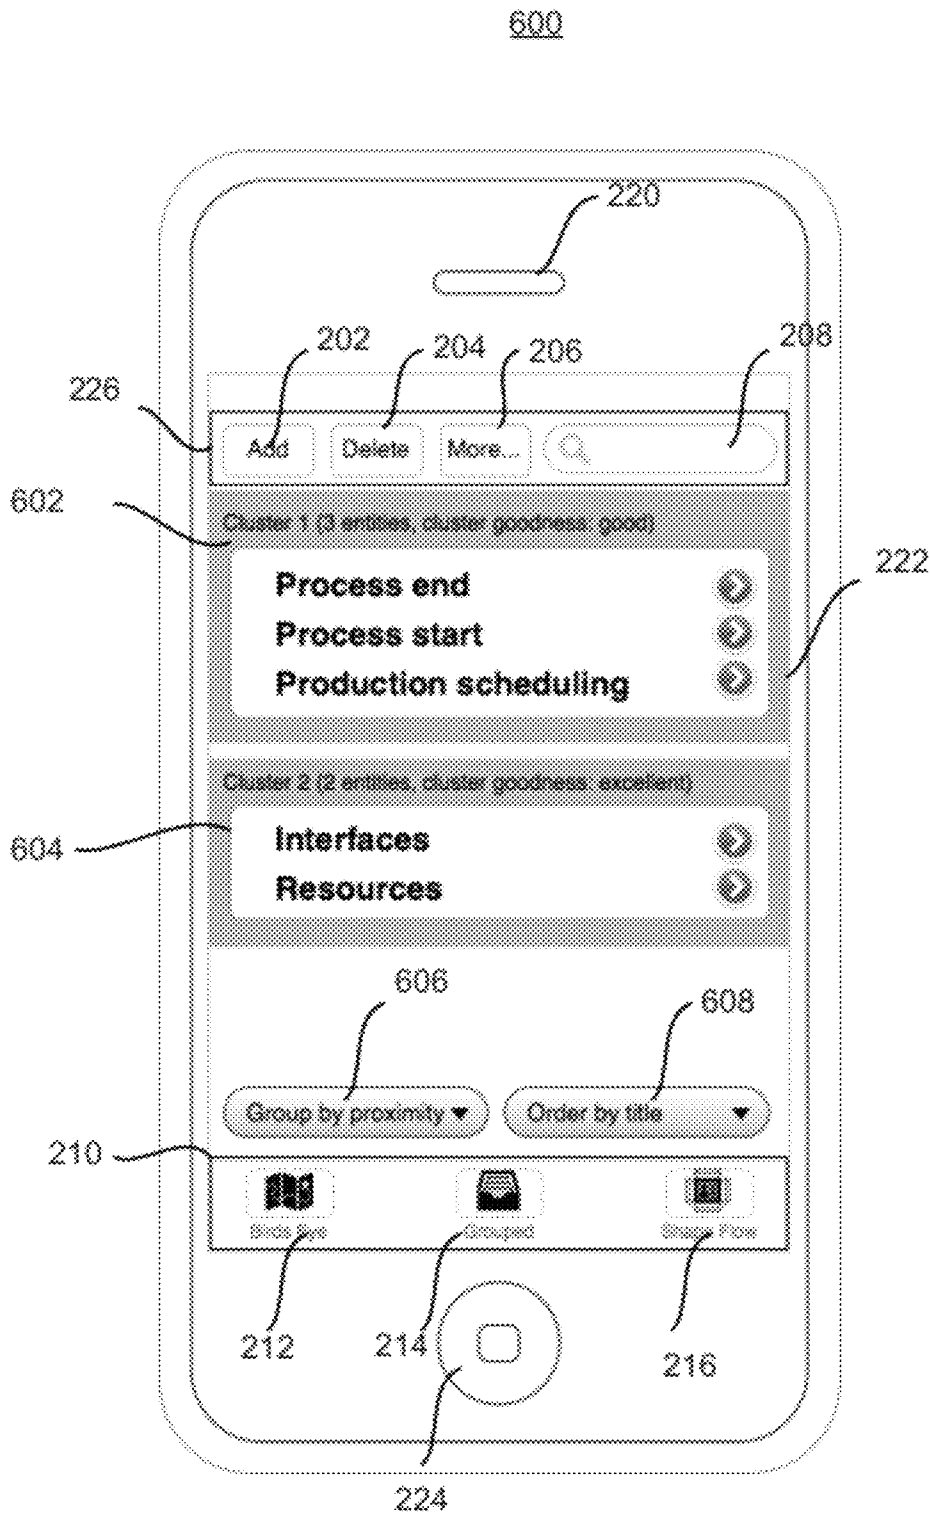 600
220
202 204 206 208
226
Add Delete More...
602
Cluster 1 (3 entities, cluster goodness: good)
222
Process end
Process start
Production scheduling
Cluster 2 (2 entities, cluster goodness: excellent)
604
Interfaces
Resources
606 608
Group by proximity Order by title
210
Birds Eye Grouped Shape Flow
212 214 216
224